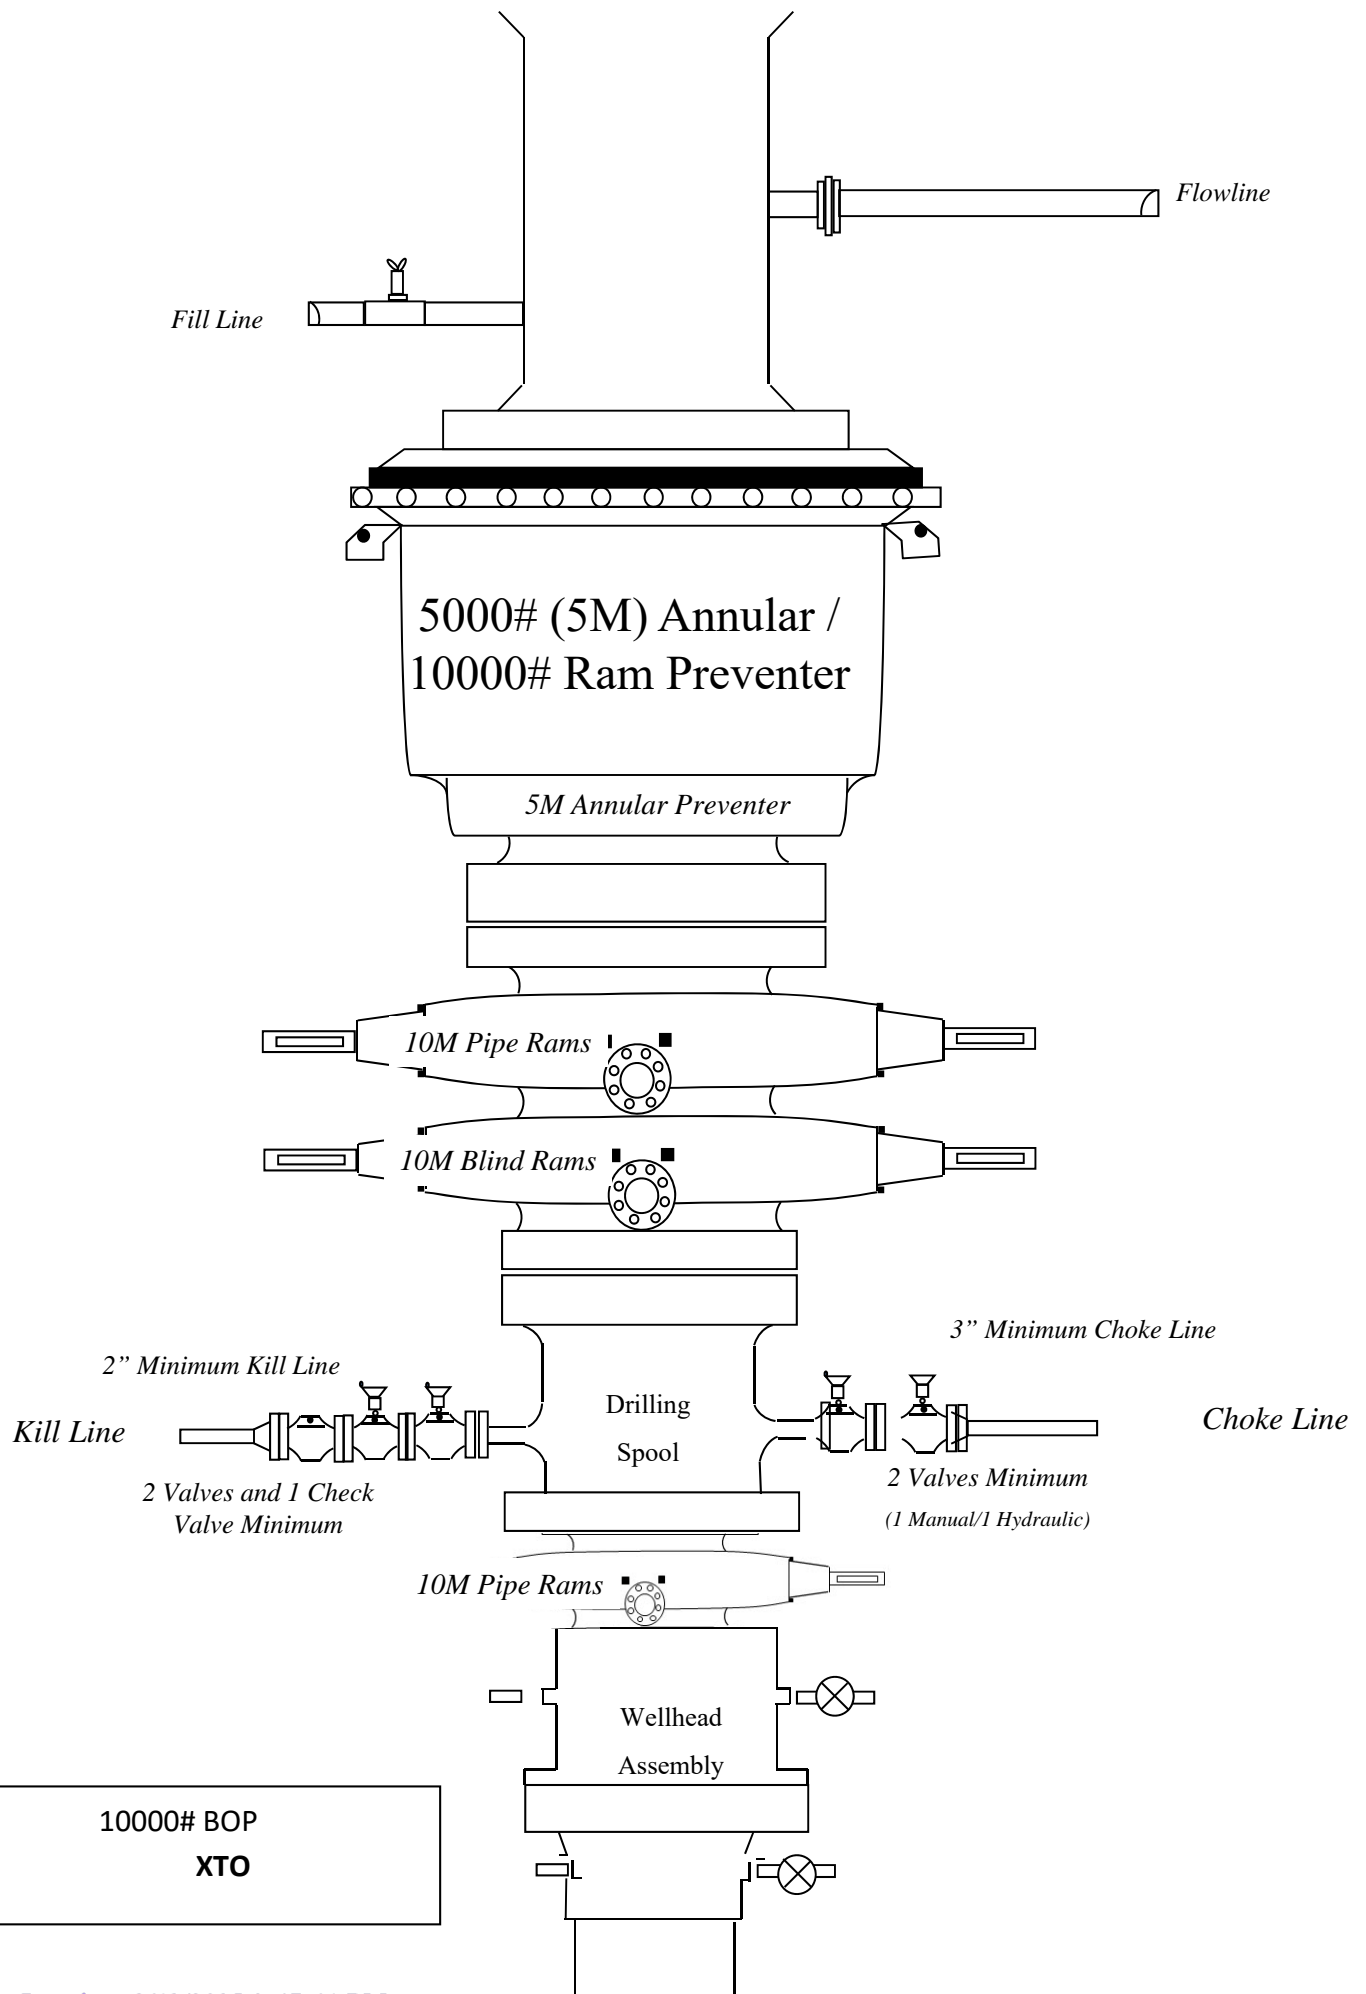 Flowline
Fill Line
5000# (5M) Annular /
10000# Ram Preventer
5M Annular Preventer
10M Pipe Rams
10M Blind Rams
3” Minimum Choke Line
2” Minimum Kill Line
Drilling
Spool
Kill Line
Choke Line
2 Valves and 1 Check
Valve Minimum
2 Valves Minimum
(1 Manual/1 Hydraulic)
10M Pipe Rams
Wellhead
Assembly
10000# BOP
XTO